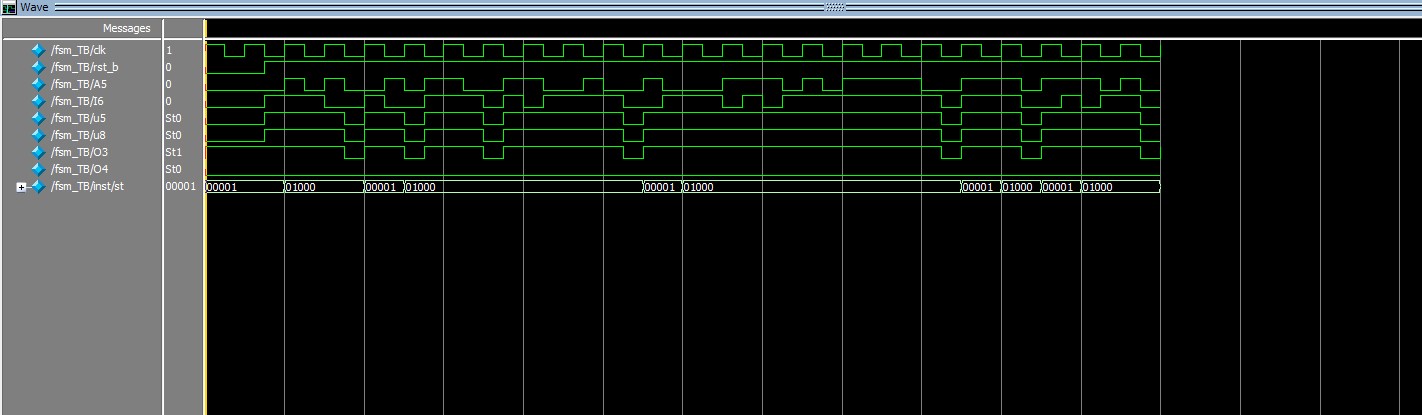 Wave
Messages
/fsm_TB/clk 1
/fsm_TB/rst_b 0
/fsm_TB/A5 0
/fsm_TB/I6 0
/fsm_TB/u5 St0
/fsm_TB/u8 St0
/fsm_TB/O3 St1
/fsm_TB/O4 St0
/fsm_TB/inst/st 00001 00001 01000 00001 01000 00001 01000 00001 01000 00001 01000